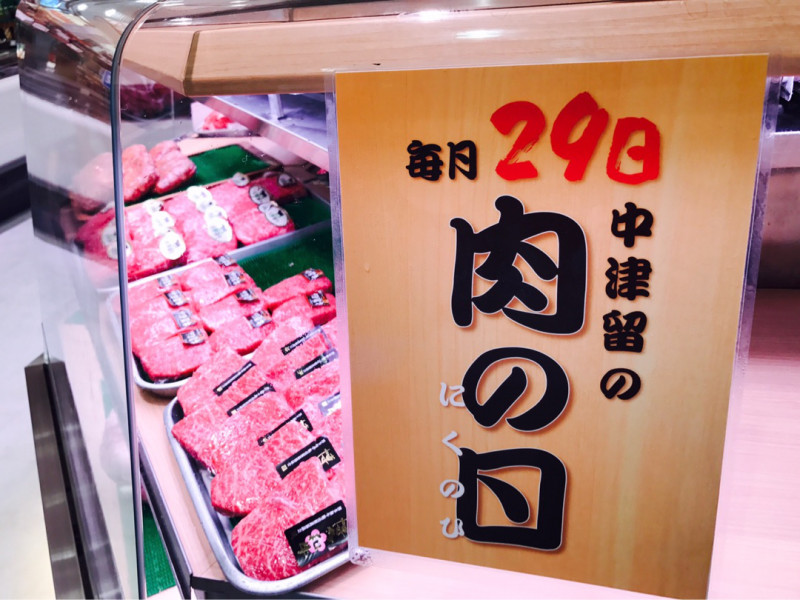 毎月29日
中津留の
肉の日
にくのひ